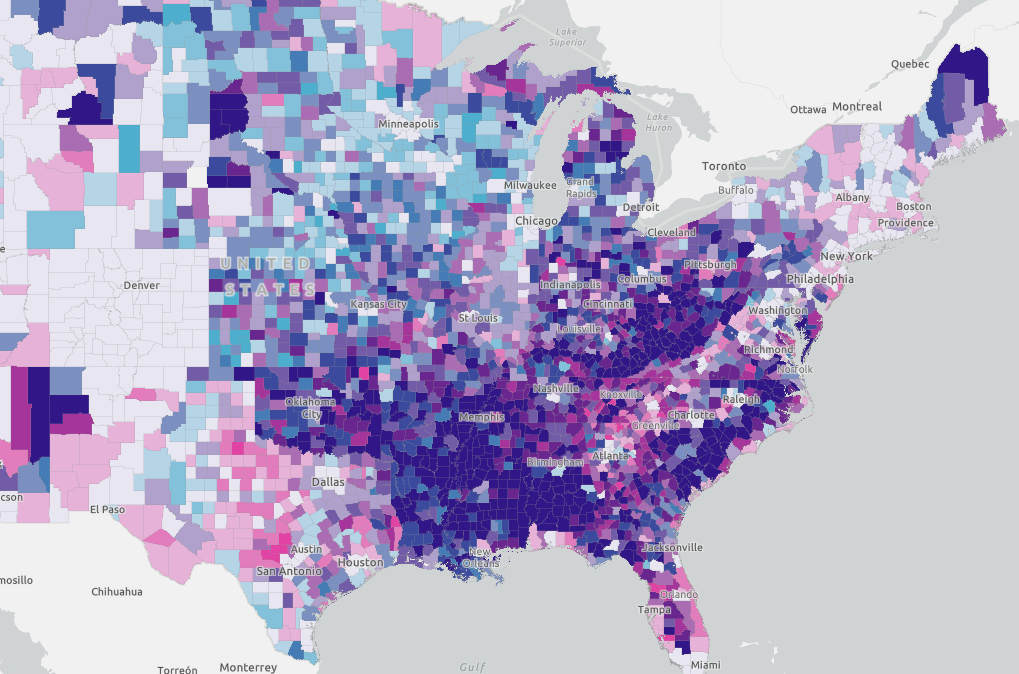 Lake
Superior
Quebec
Ottawa
Montreal
Minneapolis
Lake
Huron
Toronto
Milwaukee
Grand
Rapids
Buffalo
Albany
Boston
Detroit
Chicago
Cleveland
Providence
New York
UNITED
STATES
Pittsburgh
Denver
Indianapolis
Columbus
Philadelphia
Kansas City
Cincinnati
St Louis
Washington
Louisville
Richmond
Norfolk
Nashville
Knoxville
Oklahoma
City
Memphis
Raleigh
Charlotte
Greenville
Birmingham
Atlanta
Dallas
cson
El Paso
Austin
New
Orleans
Jacksonville
San Antonio
Houston
mosillo
Chihuahua
Orlando
Tampa
Torreón
Monterrey
Gulf
Miami